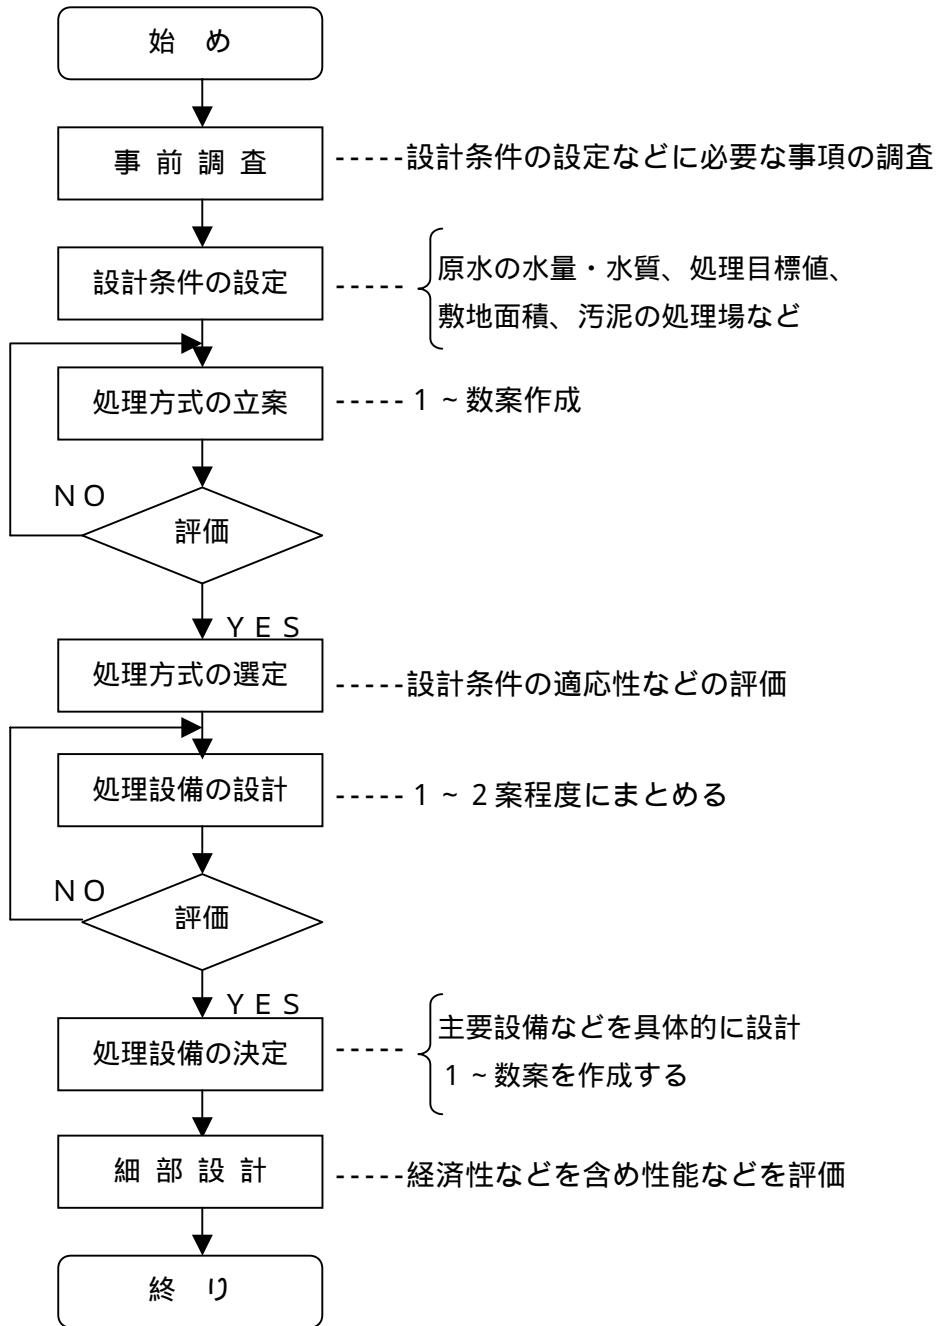 始 め
事 前 調 査 -----設計条件の設定などに必要な事項の調査
設計条件の設定 -----
原水の水量・水質、処理目標値、
敷地面積、汚泥の処理場など
処理方式の立案 ----- 1 ~ 数案作成
NO
評価
YES
処理方式の選定 -----設計条件の適応性などの評価
処理設備の設計 ----- 1 ~ 2 案程度にまとめる
NO
評価
YES
処理設備の決定 -----
主要設備などを具体的に設計
1 ~ 数案を作成する
細 部 設 計 -----経済性などを含め性能などを評価
終 り